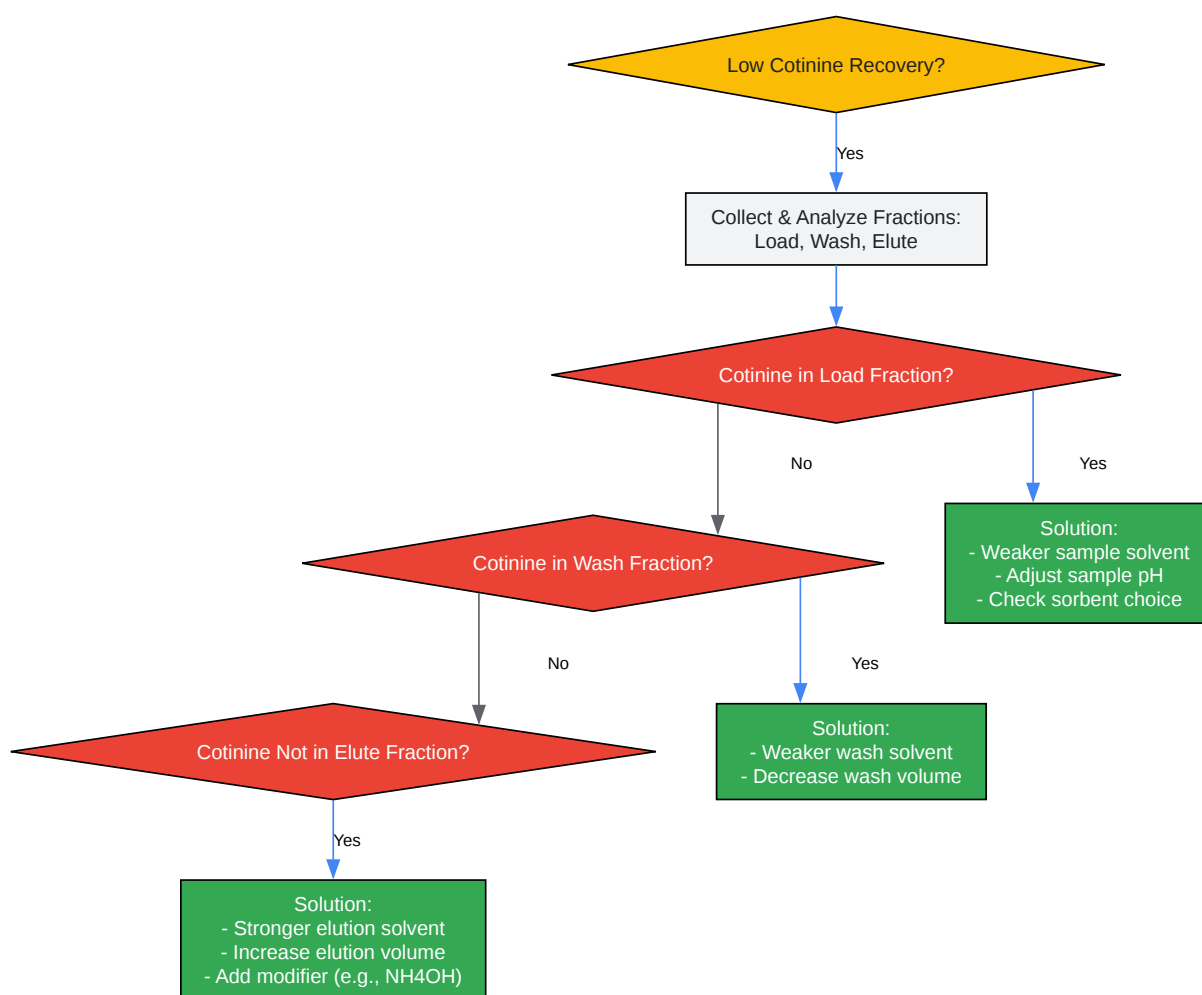 Low Cotinine Recovery?
Yes
Collect & Analyze Fractions:
Load, Wash, Elute
Cotinine in Load Fraction?
No
Yes
Solution:
- Weaker sample solvent
- Adjust sample pH
- Check sorbent choice
Cotinine in Wash Fraction?
No
Yes
Solution:
- Weaker wash solvent
- Decrease wash volume
Cotinine Not in Elute Fraction?
Yes
Solution:
- Stronger elution solvent
- Increase elution volume
- Add modifier (e.g., NH4OH)